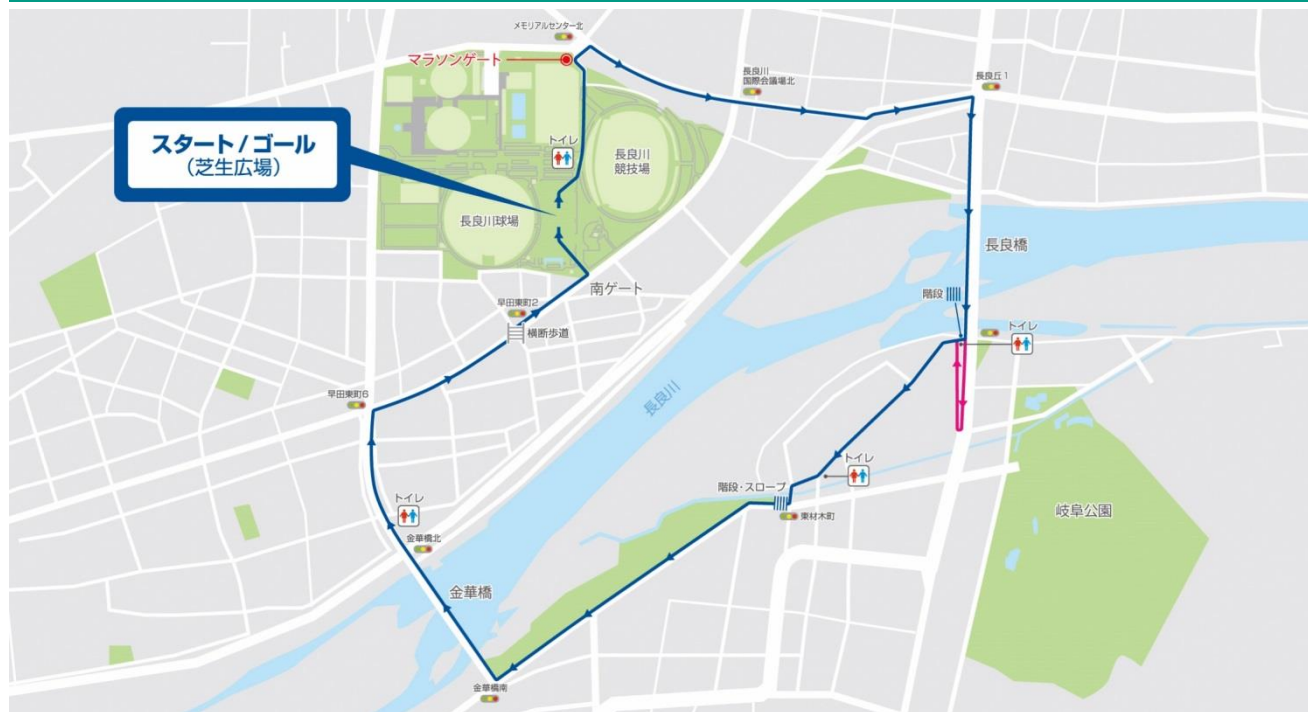 メモリアルセンター北
マラソンゲート
長良川
国際会議場北
長良丘1
スタート/ゴール
(芝生広場)
トイレ
長良川
競技場
長良川球場
長良橋
南ゲート
階段
早田東町2
トイレ
横断歩道
長良川
早田東町6
トイレ
階段・スロープ
トイレ
東材木町
岐阜公園
金華橋北
金華橋
金華橋南